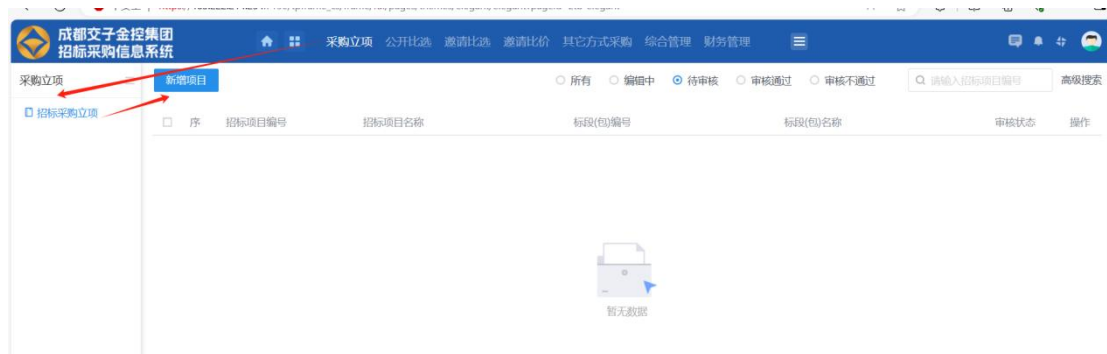 成都交子金控集团
招标采购信息系统
采购立项 公开比选 邀请比选 邀请比价 其它方式采购 综合管理 财务管理
采购立项
新增项目
所有 编辑中 待审核 审核通过 审核不通过
请输入招标项目编号
高级搜索
招标采购立项
序 招标项目编号 招标项目名称 标段(包)编号 标段(包)名称 审核状态 操作
暂无数据